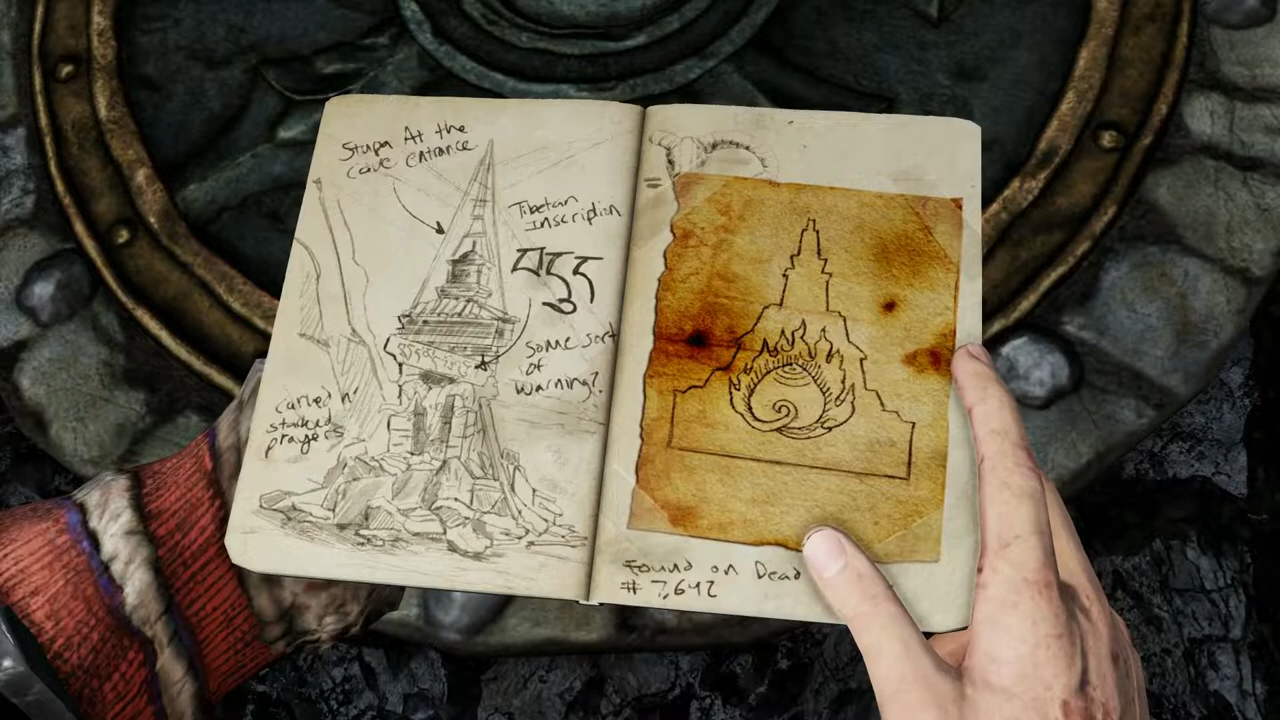 Stupa At the
cave entrance
Tibetan
Inscription
བདུད
some sort
of
warning?
carved n'
stacked
prayers
Found on Dead
# 7,642